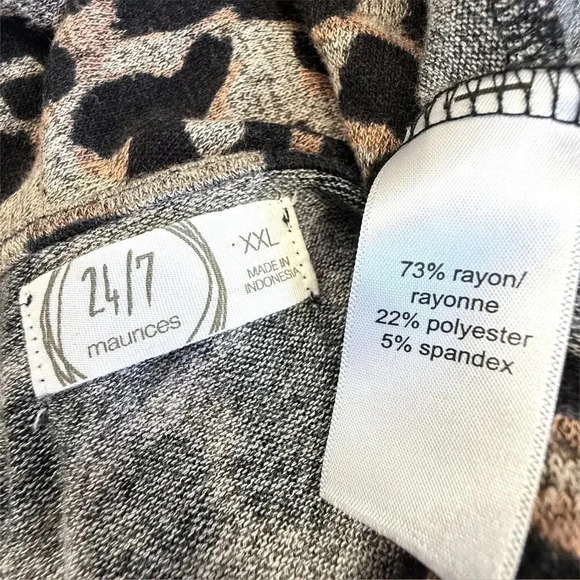 24/7
maurices
XXL
MADE IN
INDONESIA
73% rayon/
rayonne
22% polyester
5% spandex